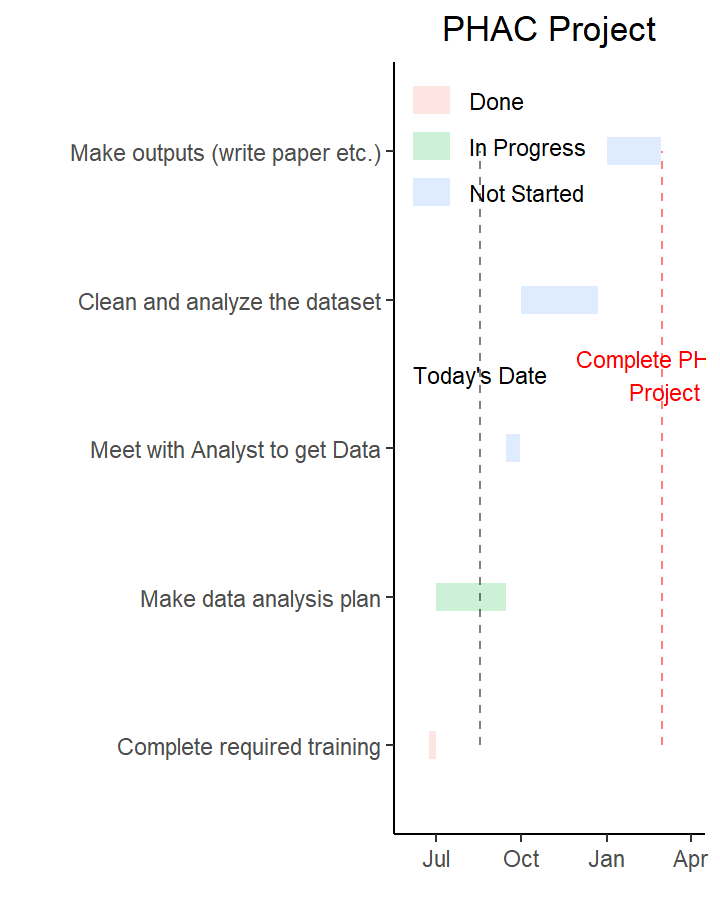 PHAC Project
Done
In Progress
Not Started
Make outputs (write paper etc.)
Clean and analyze the dataset
Complete PH
Project
Today's Date
Meet with Analyst to get Data
Make data analysis plan
Complete required training
Jul
Oct
Jan
Apr